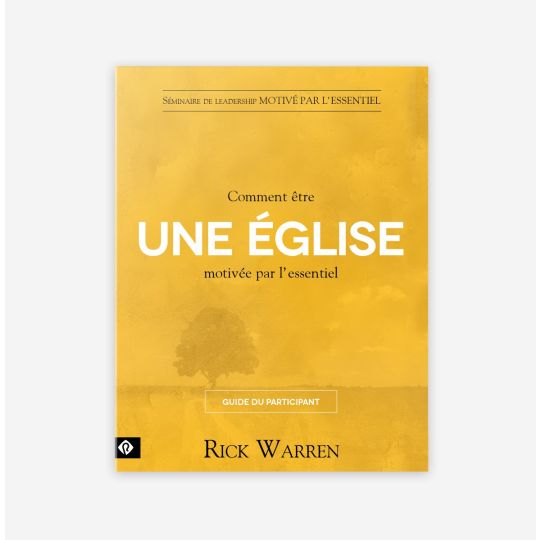 Séminaire de leadership MOTIVÉ PAR L'ESSENTIEL
Comment être
UNE ÉGLISE
motivée par l'essentiel
GUIDE DU PARTICIPANT
RICK WARREN